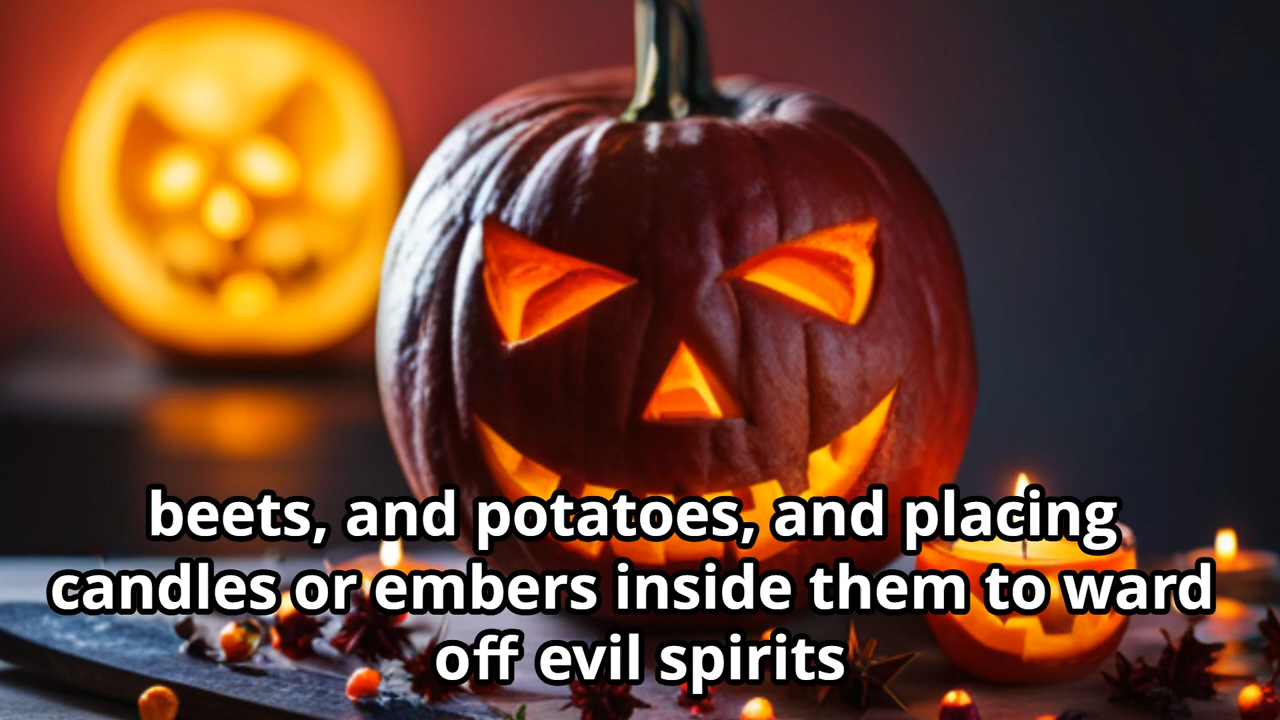 beets, and potatoes, and placing
candles or embers inside them to ward
off evil spirits